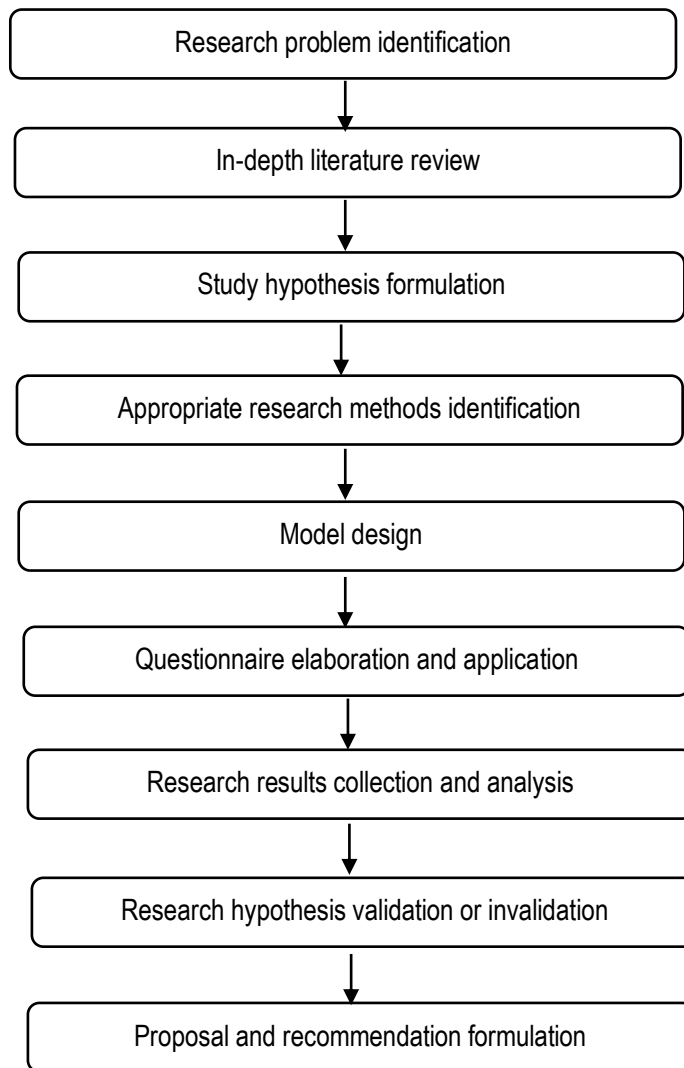 Research problem identification
In-depth literature review
Study hypothesis formulation
Appropriate research methods identification
Model design
Questionnaire elaboration and application
Research results collection and analysis
Research hypothesis validation or invalidation
Proposal and recommendation formulation